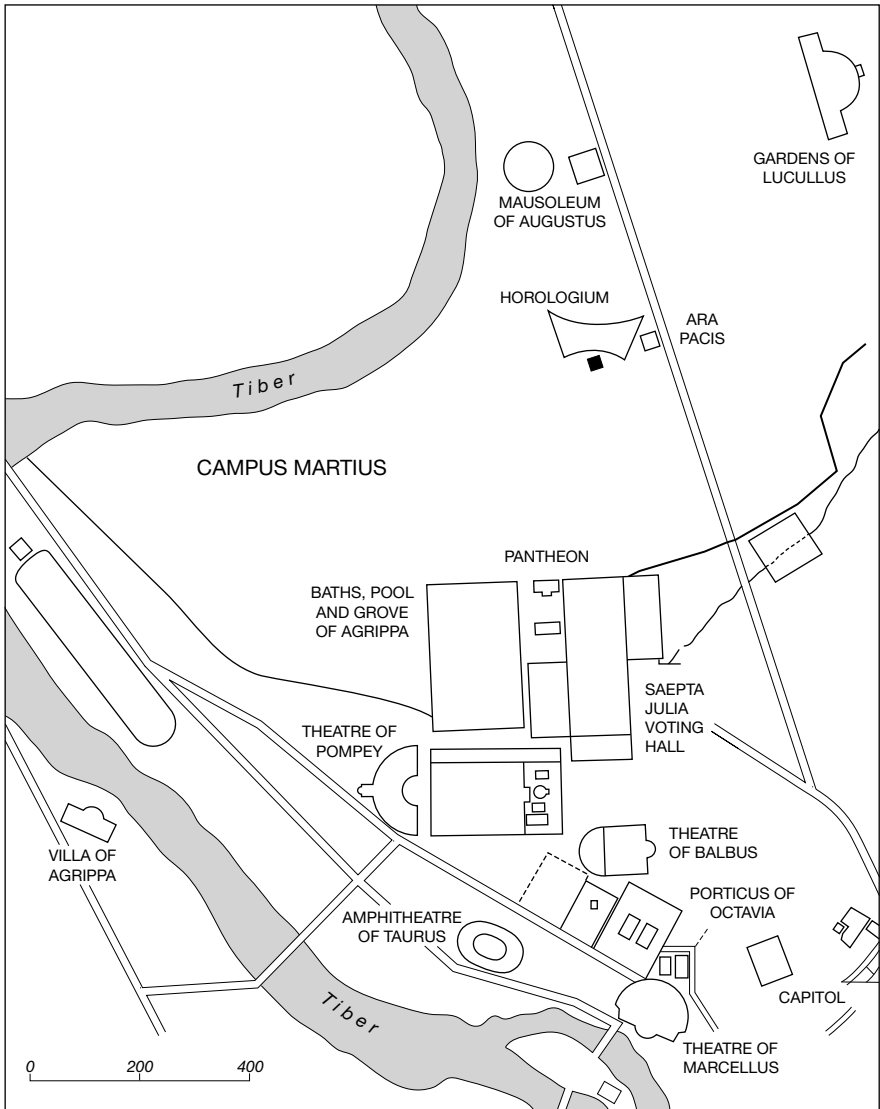 GARDENS OF
LUCULLUS
MAUSOLEUM
OF AUGUSTUS
HOROLOGIUM
ARA
PACIS
Tiber
CAMPUS MARTIUS
PANTHEON
BATHS, POOL
AND GROVE
OF AGRIPPA
SAEPTA
JULIA
VOTING
HALL
THEATRE OF
POMPEY
THEATRE
OF BALBUS
VILLA OF
AGRIPPA
PORTICUS OF
OCTAVIA
AMPHITHEATRE
OF TAURUS
CAPITOL
Tiber
THEATRE OF
MARCELLUS
0 200 400